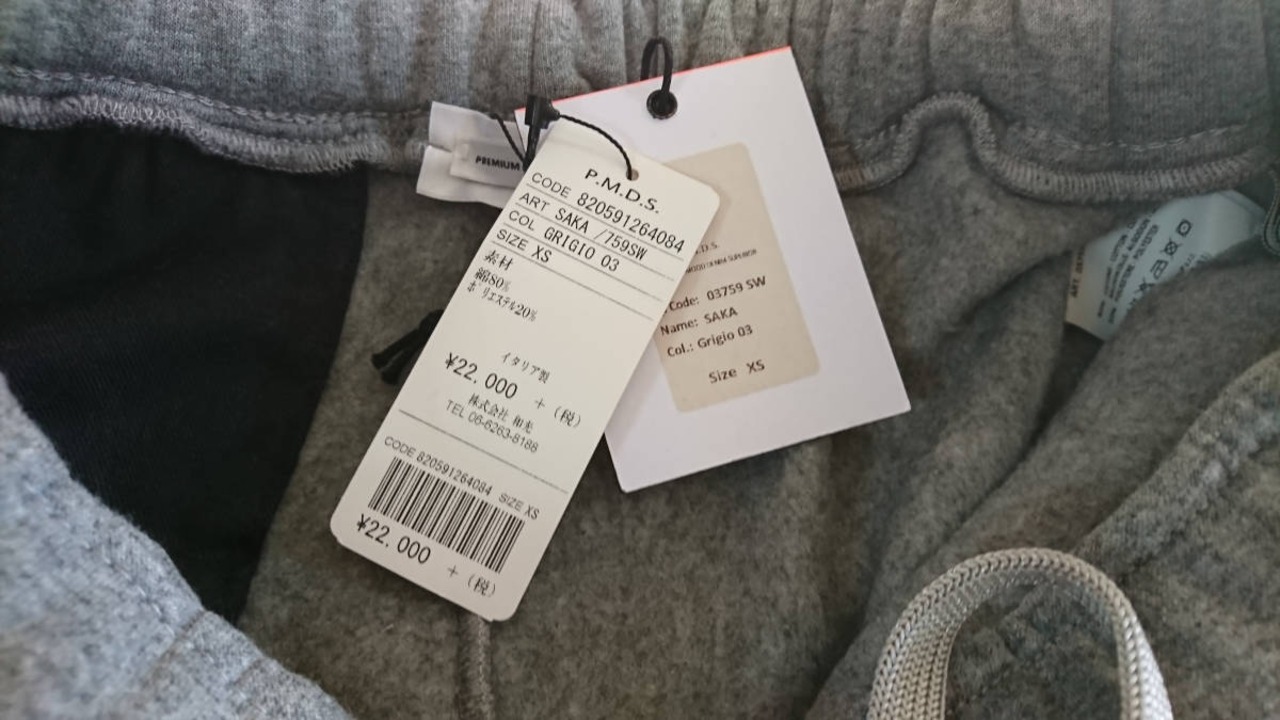 PREMIUM
P.M.D.S.
CODE 820591264084
ART SAKA /759SW
COL GRIGIO 03
SIZE XS
素材
綿80%
ポリエステル20%
イタリア製
¥22,000 +(税)
株式会社 和光
TEL 06-6263-8188
CODE 820591264084 SIZE XS
¥22,000 +(税)
.D.S.
SUPERIOR
Code: 03759 SW
Name: SAKA
Col.: Grigio 03
Size XS